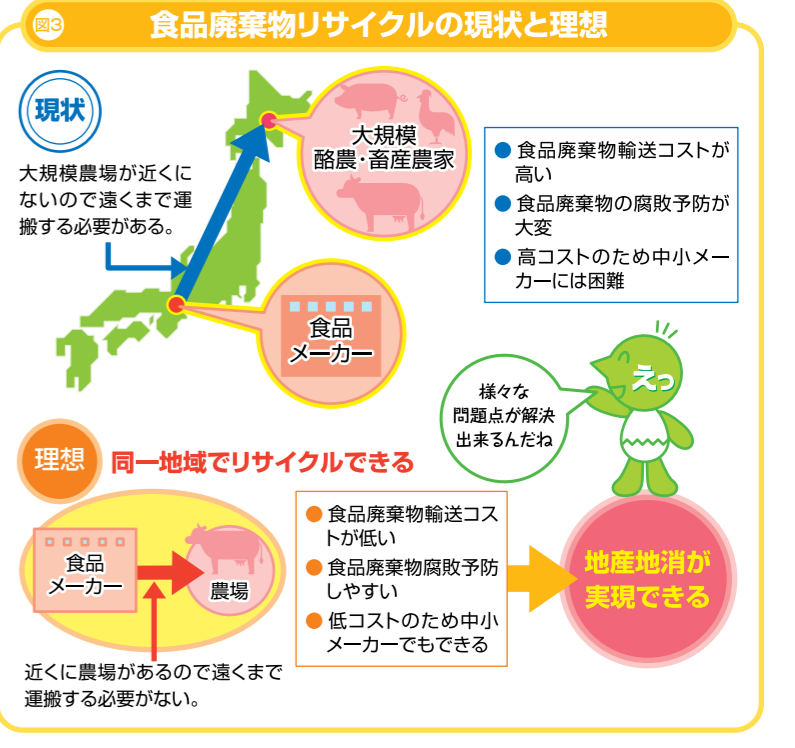 図3
食品廃棄物リサイクルの現状と理想
現状
大規模農場が近くに
ないので遠くまで運
搬する必要がある。
大規模
酪農・畜産農家
食品
メーカー
● 食品廃棄物輸送コストが
高い
● 食品廃棄物の腐敗予防が
大変
● 高コストのため中小メー
カーには困難
えっ
様々な
問題点が解決
出来るんだね
理想
同一地域でリサイクルできる
食品
メーカー
農場
近くに農場があるので遠くまで
運搬する必要がない。
● 食品廃棄物輸送コス
トが低い
● 食品廃棄物腐敗予防
しやすい
● 低コストのため中小
メーカーでもできる
地産地消が
実現できる